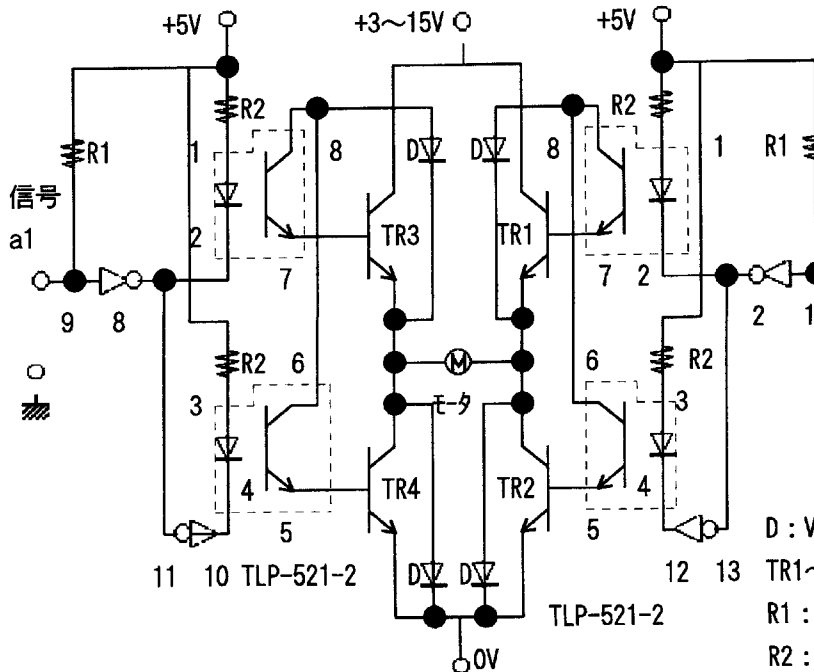 +5V
+3～15V
+5V
R2
R2
R1
1
8
D
D
8
1
R1
信号
a1
2
TR3
TR1
7
7
2
9
8
2
1
R2
6
M
6
R2
3
モータ
3
4
TR4
TR2
4
5
5
11
10
TLP-521-2
D
D
12
13
D：V
TR1～
TLP-521-2
R1：
0V
R2：